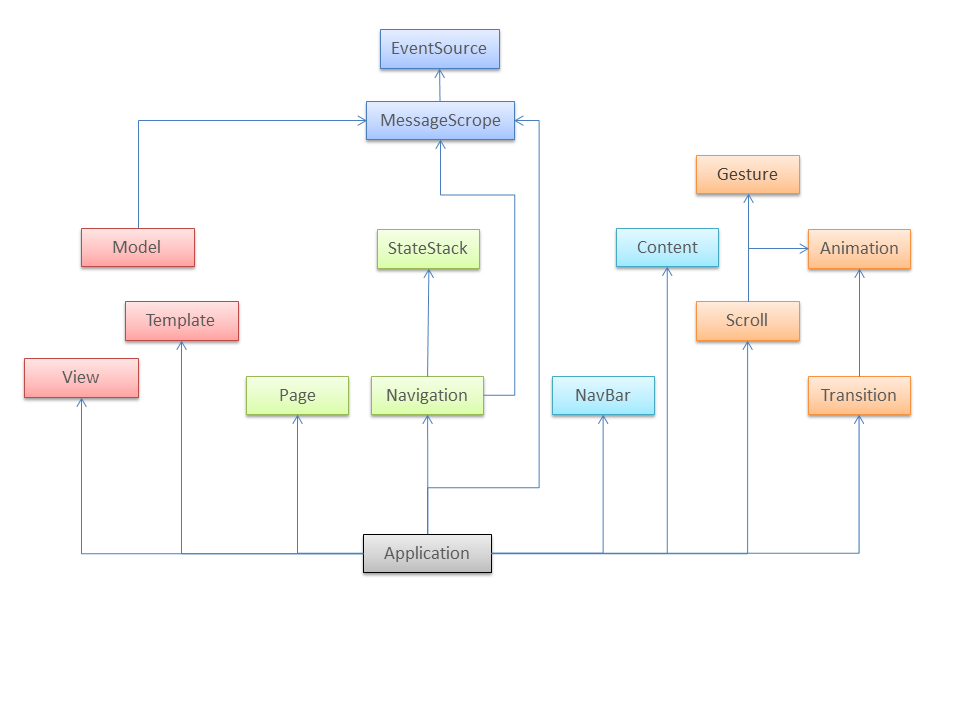 EventSource
MessageScrope
Gesture
Model
StateStack
Content
Animation
Template
Scroll
View
Page
Navigation
NavBar
Transition
Application